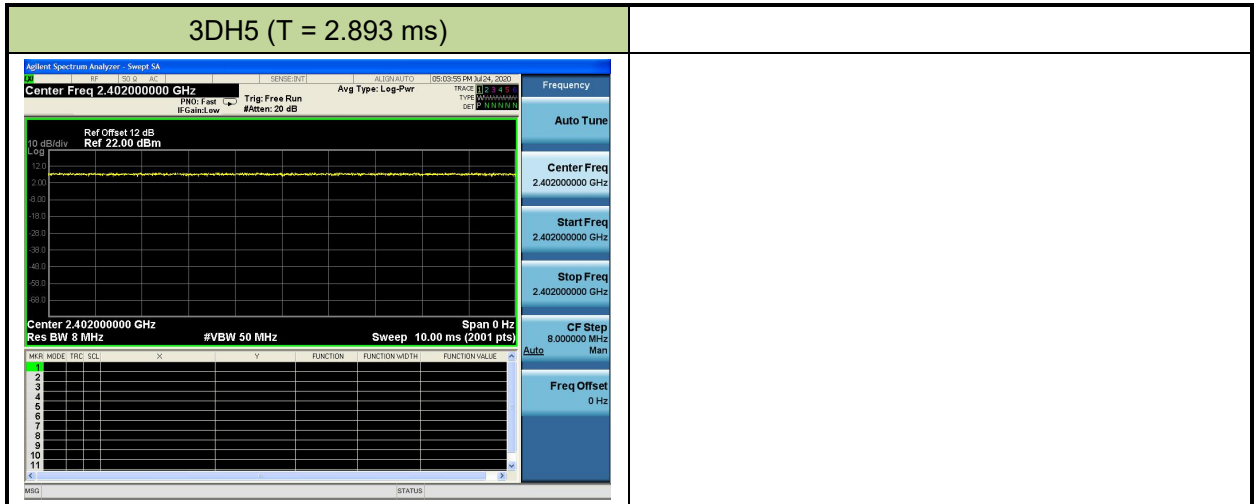 3DH5 (T = 2.893 ms)
Agilent Spectrum Analyzer - Swept SA
RF 50 Ω AC SENSE:INT ALIGN AUTO 05:03:55 PM Jul 24, 2020
Center Freq 2.402000000 GHz
PNO: Fast
IFGain:Low
Trig: Free Run
#Atten: 20 dB
Avg Type: Log-Pwr
TRACE 1 2 3 4 5 6
TYPE
DET P N N N N N
Ref Offset 12 dB
10 dB/div Ref 22.00 dBm
Log
12.0
2.00
-8.00
-18.0
-28.0
-38.0
-48.0
-58.0
-68.0
Center 2.402000000 GHz Span 0 Hz
Res BW 8 MHz #VBW 50 MHz Sweep 10.00 ms (2001 pts)
MKR MODE TRC SCL X Y FUNCTION FUNCTION WIDTH FUNCTION VALUE
1
2
3
4
5
6
7
8
9
10
11
MSG STATUS
Frequency
Auto Tune
Center Freq
2.402000000 GHz
Start Freq
2.402000000 GHz
Stop Freq
2.402000000 GHz
CF Step
8.000000 MHz
Auto Man
Freq Offset
0 Hz